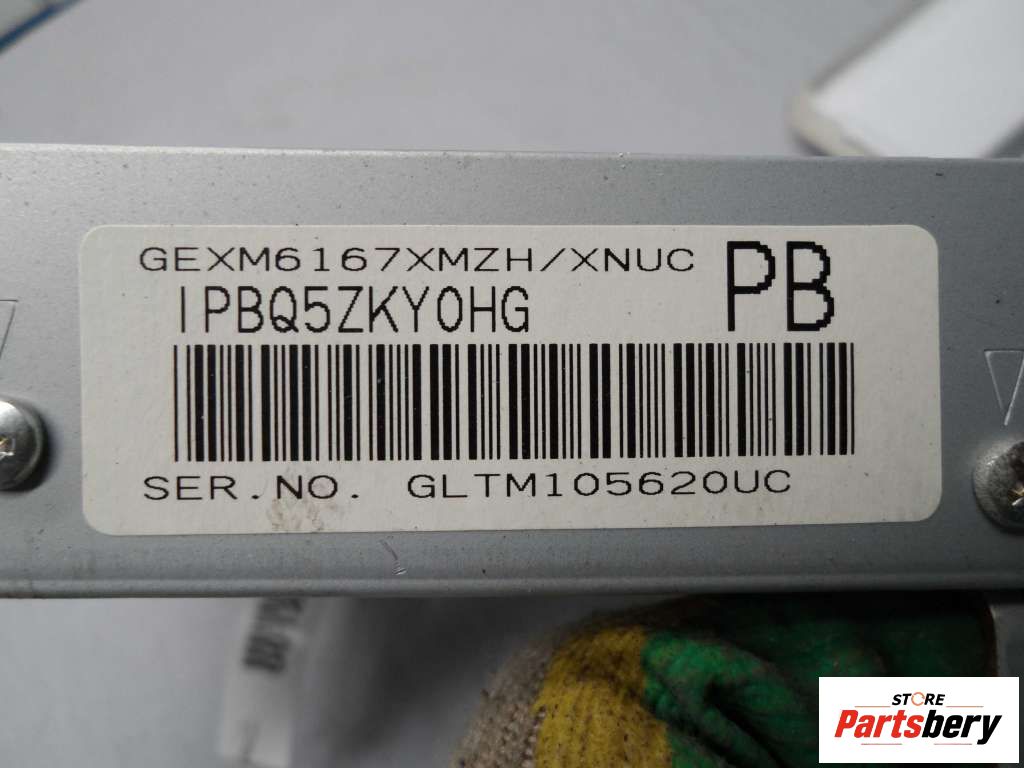 GEXM6167XMZH/XNUC
PB
IPBQ5ZKY0HG
SER.NO. GLTM105620UC
STORE
Partsbery